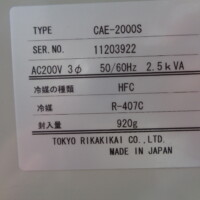 TYPE CAE-2000S
SER.NO. 11203922
AC200V 3φ 50/60Hz 2.5kVA
冷媒の種類 HFC
冷媒 R-407C
封入量 920g
TOKYO RIKAKIKAI CO.,LTD.
MADE IN JAPAN